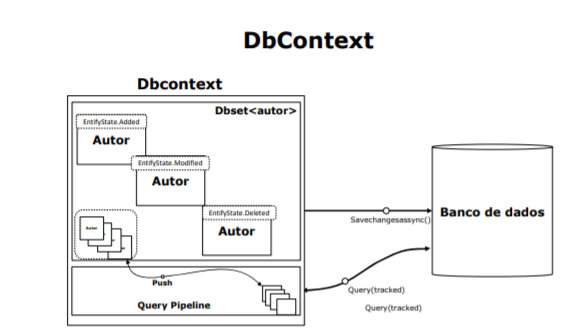 DbContext
Dbcontext
Dbset<autor>
EntifyState.Added
Autor
EntifyState.Modified
Autor
EntifyState.Deleted
Autor
Autor
Savechangesassync()
Banco de dados
Push
Query Pipeline
Query(tracked)
Query(tracked)